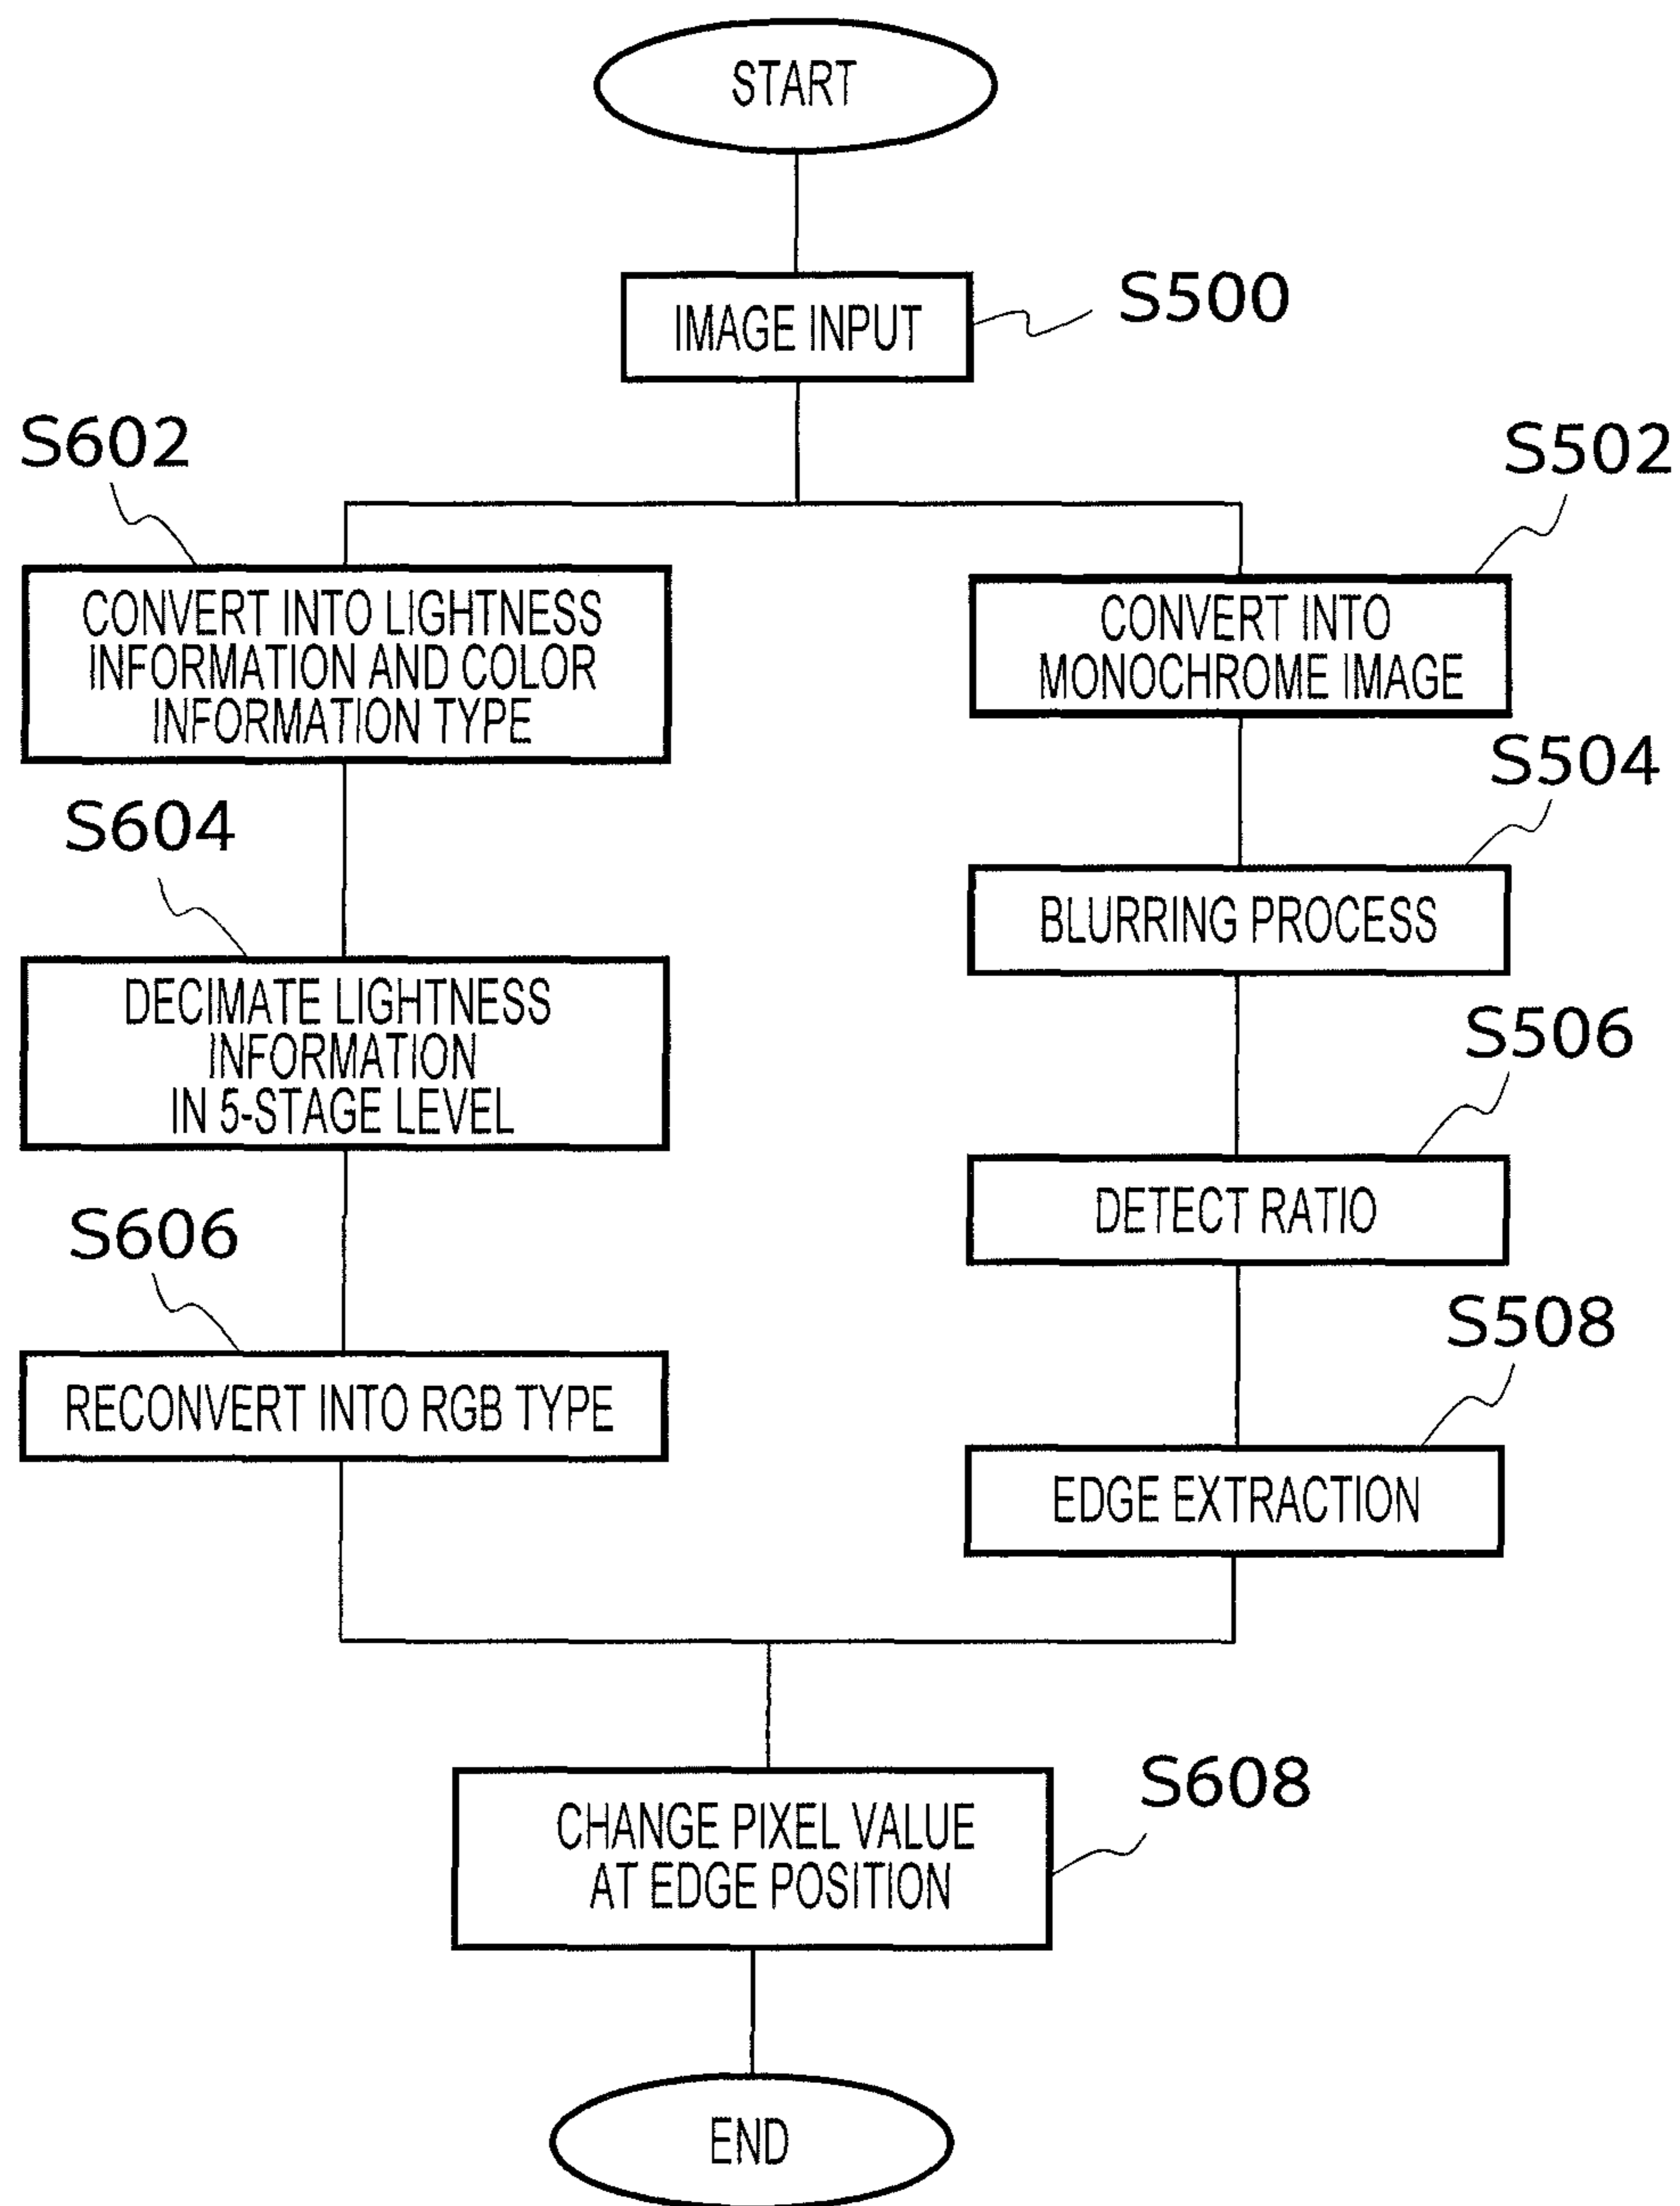 START
IMAGE INPUT
S500
S602
CONVERT INTO LIGHTNESS
INFORMATION AND COLOR
INFORMATION TYPE
S604
DECIMATE LIGHTNESS
INFORMATION
IN 5-STAGE LEVEL
S606
RECONVERT INTO RGB TYPE
S502
CONVERT INTO
MONOCHROME IMAGE
S504
BLURRING PROCESS
S506
DETECT RATIO
S508
EDGE EXTRACTION
CHANGE PIXEL VALUE
AT EDGE POSITION
S608
END